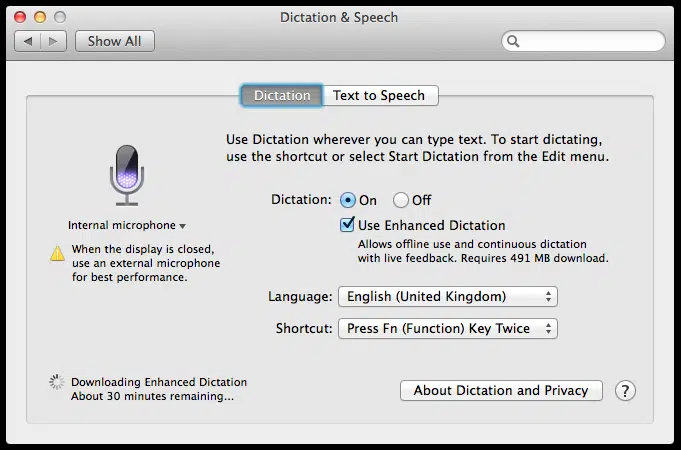 Dictation & Speech
Show All
Dictation
Text to Speech
Use Dictation wherever you can type text. To start dictating,
use the shortcut or select Start Dictation from the Edit menu.
Dictation: On Off
Use Enhanced Dictation
Allows offline use and continuous dictation
with live feedback. Requires 491 MB download.
Internal microphone
When the display is closed,
use an external microphone
for best performance.
Language: English (United Kingdom)
Shortcut: Press Fn (Function) Key Twice
Downloading Enhanced Dictation
About 30 minutes remaining...
About Dictation and Privacy
?